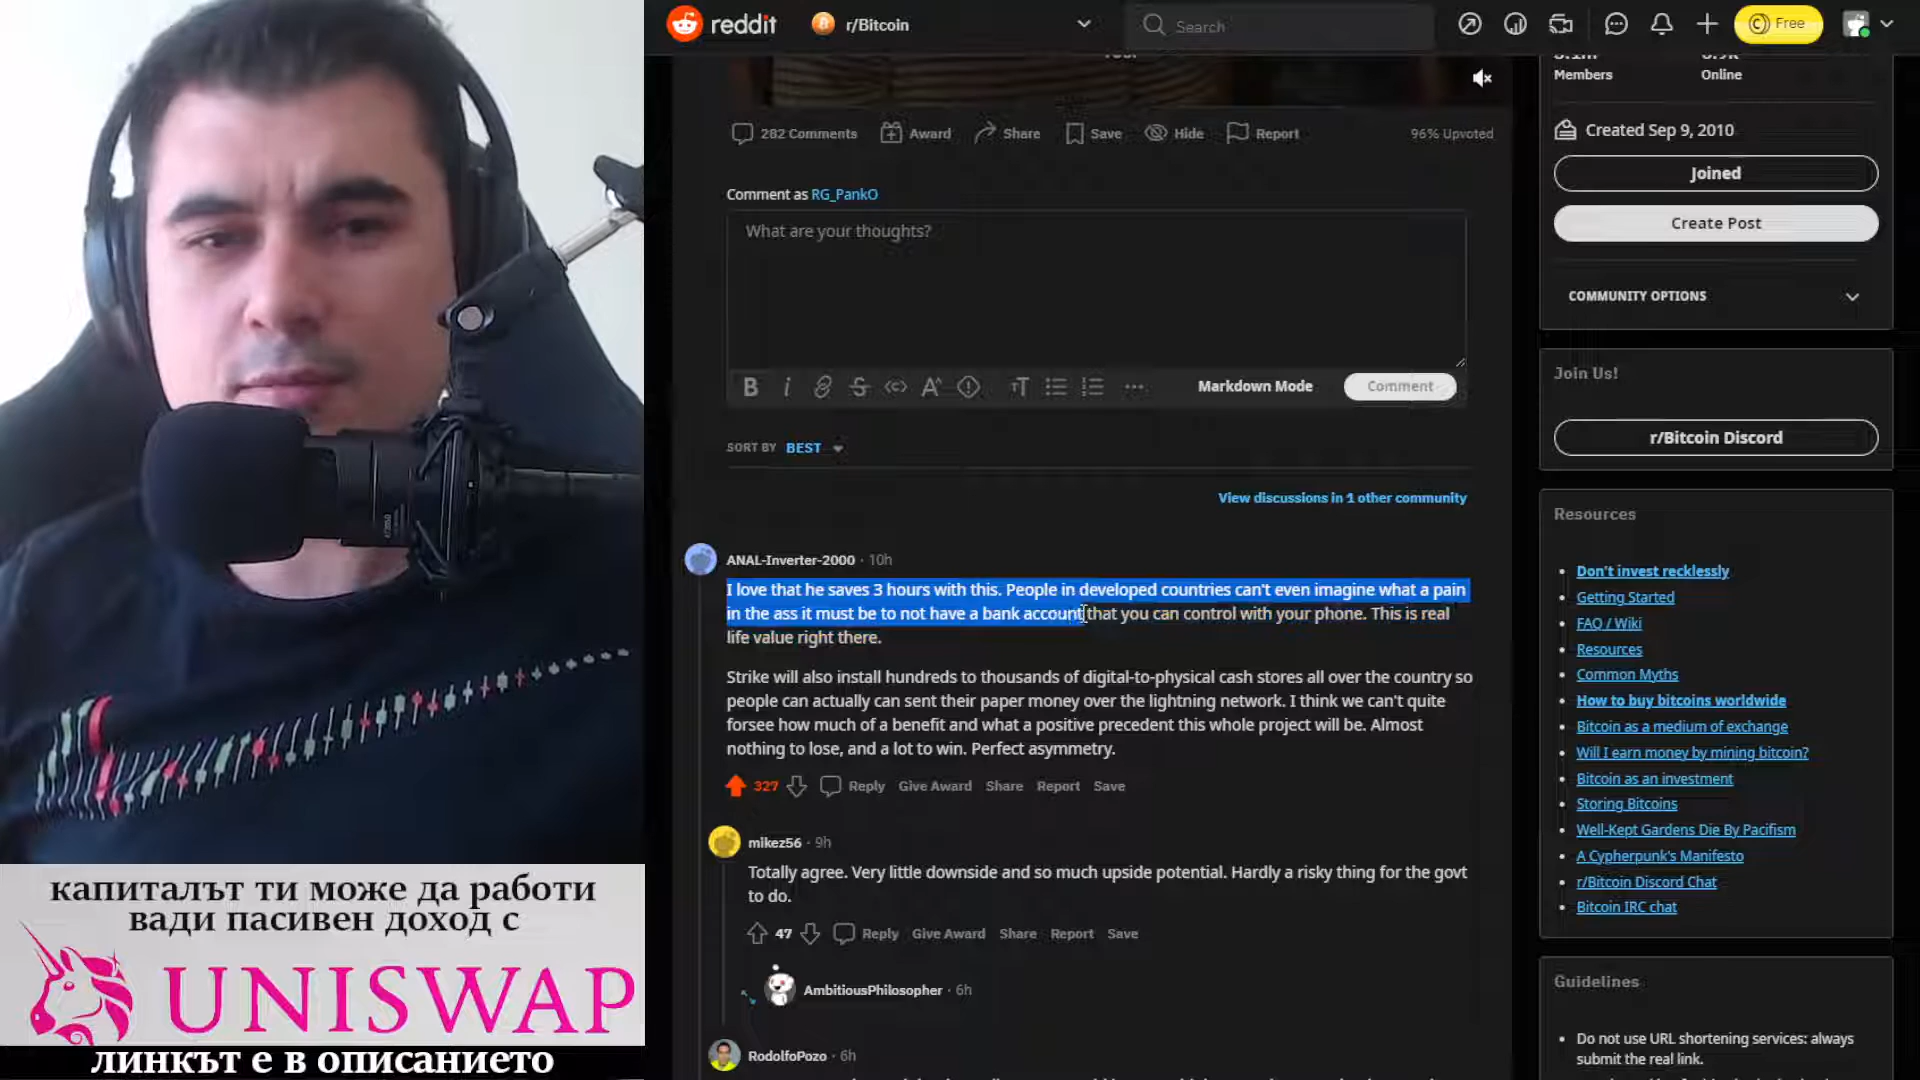 reddit
r/Bitcoin
Search
Free
Members
Online
282 Comments
Award
Share
Save
Hide
Report
96% Upvoted
Created Sep 9, 2010
Joined
Create Post
COMMUNITY OPTIONS
Comment as RG_PankO
What are your thoughts?
Markdown Mode
Comment
SORT BY BEST
View discussions in 1 other community
Join Us!
r/Bitcoin Discord
Resources
Don't invest recklessly
Getting Started
FAQ / Wiki
Resources
Common Myths
How to buy bitcoins worldwide
Bitcoin as a medium of exchange
Will I earn money by mining bitcoin?
Bitcoin as an investment
Storing Bitcoins
Well-Kept Gardens Die By Pacifism
A Cypherpunk's Manifesto
r/Bitcoin Discord Chat
Bitcoin IRC chat
Guidelines
Do not use URL shortening services: always
submit the real link.
ANAL-Inverter-2000 · 10h
I love that he saves 3 hours with this. People in developed countries can't even imagine what a pain
in the ass it must be to not have a bank account that you can control with your phone. This is real
life value right there.
Strike will also install hundreds to thousands of digital-to-physical cash stores all over the country so
people can actually can sent their paper money over the lightning network. I think we can't quite
forsee how much of a benefit and what a positive precedent this whole project will be. Almost
nothing to lose, and a lot to win. Perfect asymmetry.
327
Reply
Give Award
Share
Report
Save
mikez56 · 9h
Totally agree. Very little downside and so much upside potential. Hardly a risky thing for the govt
to do.
47
Reply
Give Award
Share
Report
Save
AmbitiousPhilosopher · 6h
RodolfoPozo · 6h
капиталът ти може да работи
вади пасивен доход с
UNISWAP
линкът е в описанието